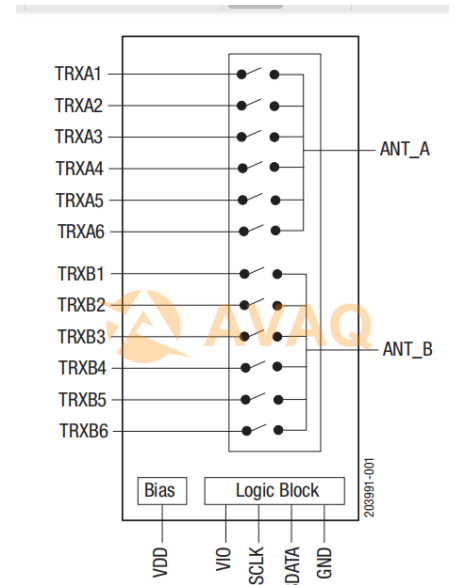 TRXA1
TRXA2
TRXA3
TRXA4
TRXA5
TRXA6
ANT_A
TRXB1
TRXB2
TRXB3
TRXB4
TRXB5
TRXB6
ANT_B
AVAQ
Bias
Logic Block
203991-001
VDD
VIO
SCLK
SDATA
GND